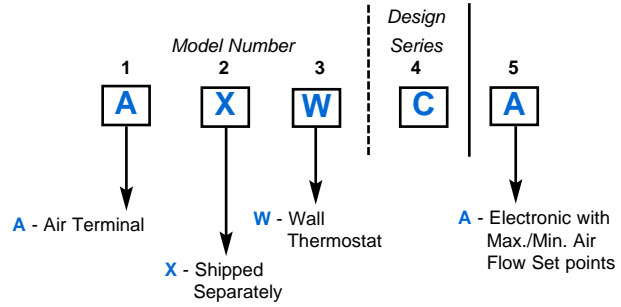 Design
Model Number Series
1 2 3 4 5
A X W C A
A - Air Terminal
W - Wall
Thermostat
X - Shipped
Separately
A - Electronic with
Max./Min. Air
Flow Set points